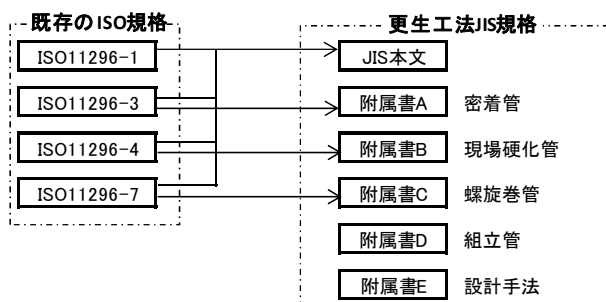 既存のISO規格
更生工法JIS規格
ISO11296-1
JIS本文
ISO11296-3
附属書A 密着管
ISO11296-4
附属書B 現場硬化管
ISO11296-7
附属書C 螺旋巻管
附属書D 組立管
附属書E 設計手法